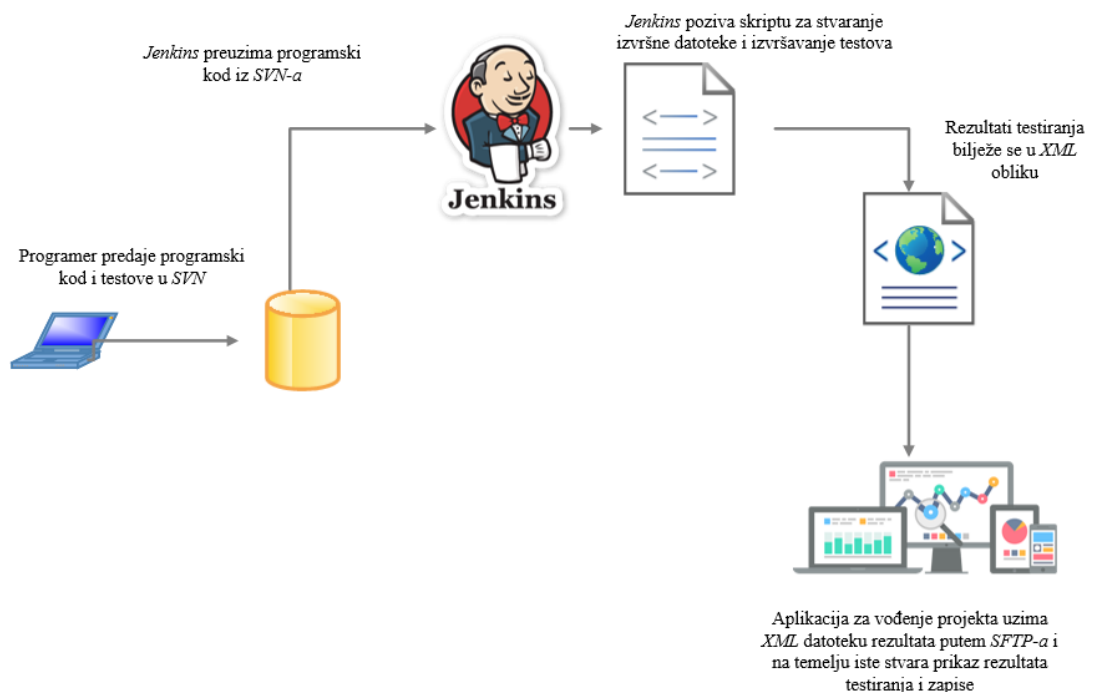 Jenkins preuzima programski
kod iz SVN-a
Jenkins poziva skriptu za stvaranje
izvršne datoteke i izvršavanje testova
Jenkins
Rezultati testiranja
bilježe se u XML
obliku
Programer predaje programski
kod i testove u SVN
Aplikacija za vođenje projekta uzima
XML datoteku rezultata putem SFTP-a i
na temelju iste stvara prikaz rezultata
testiranja i zapise